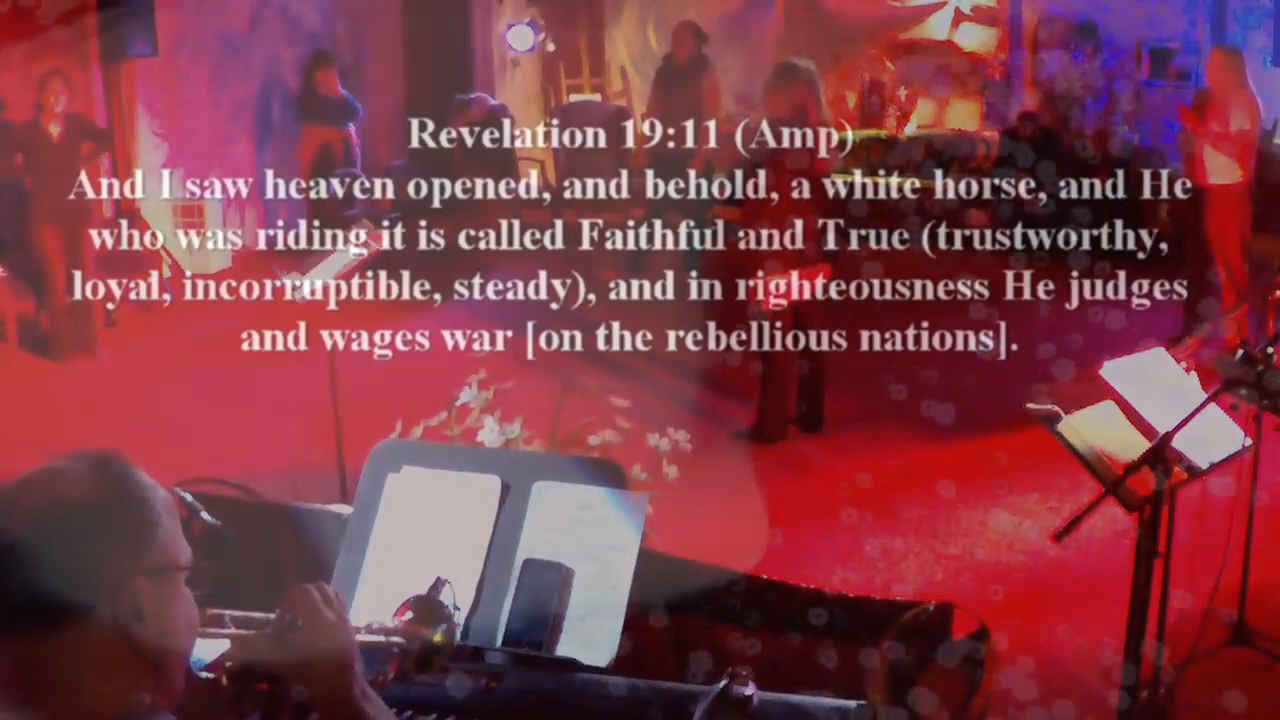 Revelation 19:11 (Amp)
And I saw heaven opened, and behold, a white horse, and He
who was riding it is called Faithful and True (trustworthy,
loyal, incorruptible, steady), and in righteousness He judges
and wages war [on the rebellious nations].